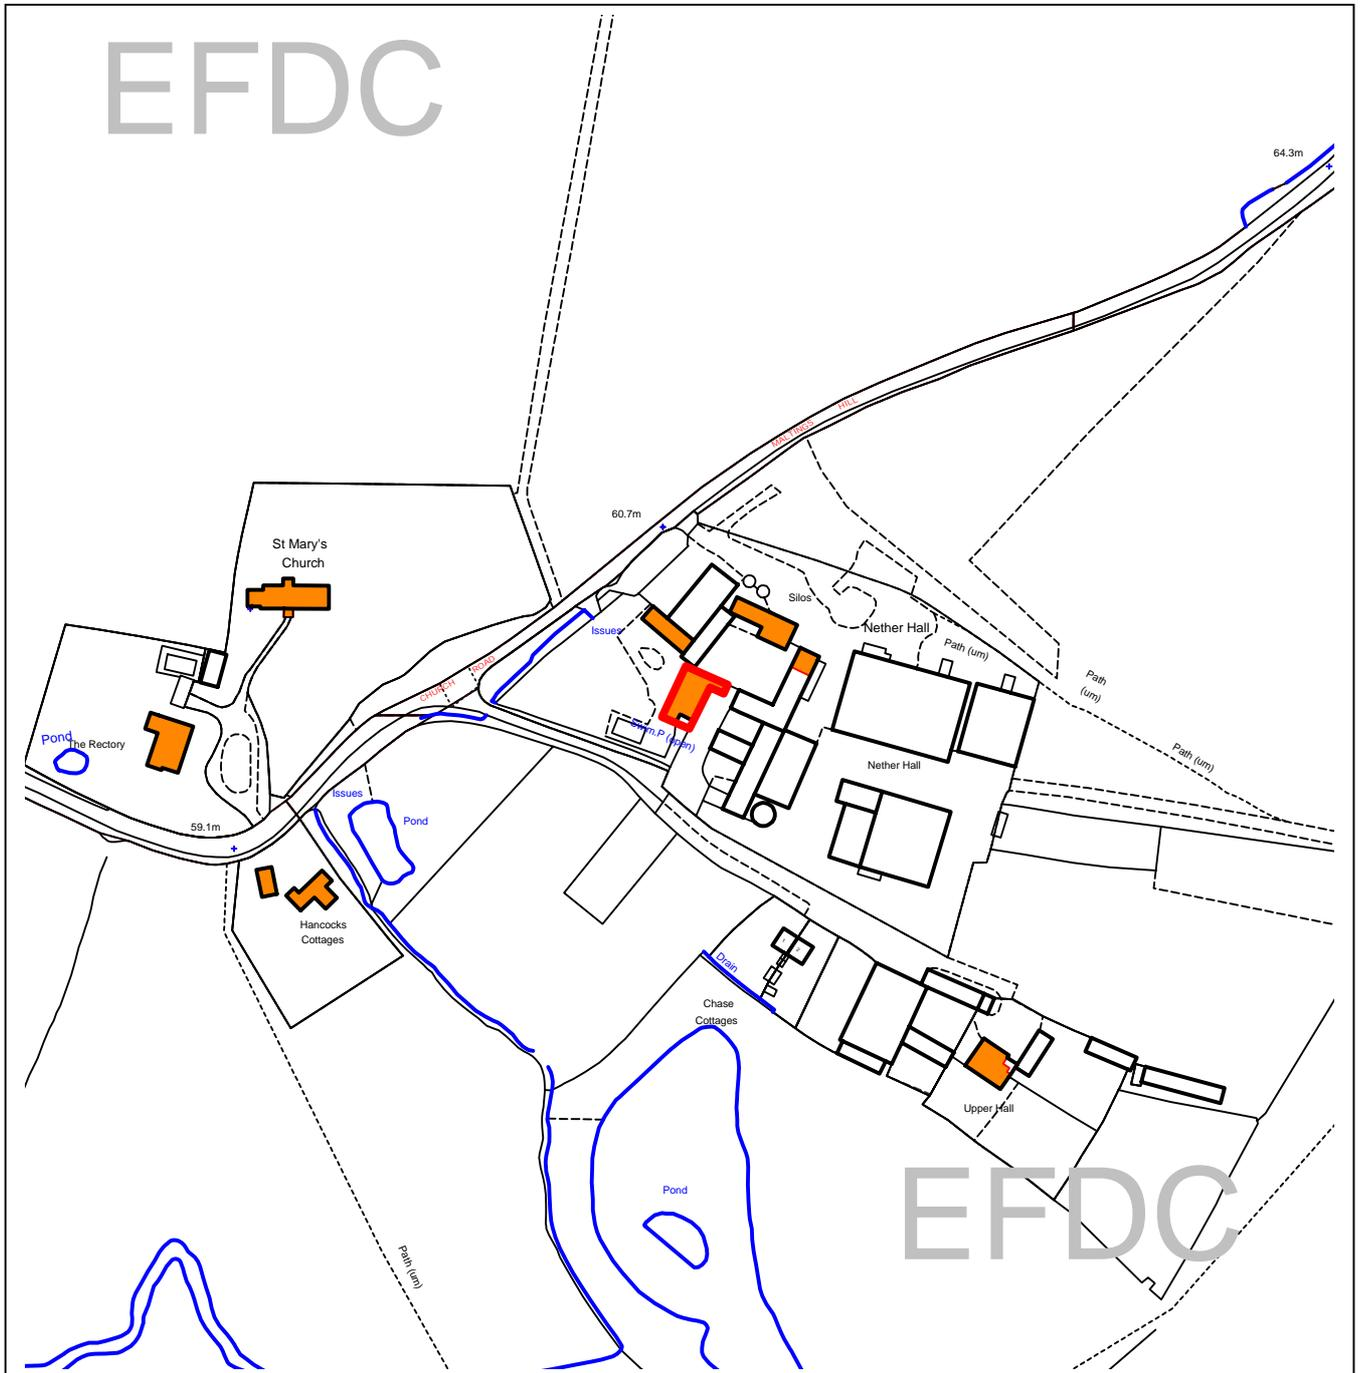 EFDC
64.3m
MALTINGS HILL
60.7m
St Mary's
Church
Silos
Issues
Nether Hall
Path (um)
CHURCH ROAD
Path
(um)
Swim.P (open)
Pond
The Rectory
Path (um)
Nether Hall
Issues
Pond
59.1m
Hancocks
Cottages
Drain
Chase
Cottages
Upper Hall
Pond
EFDC
Path (um)